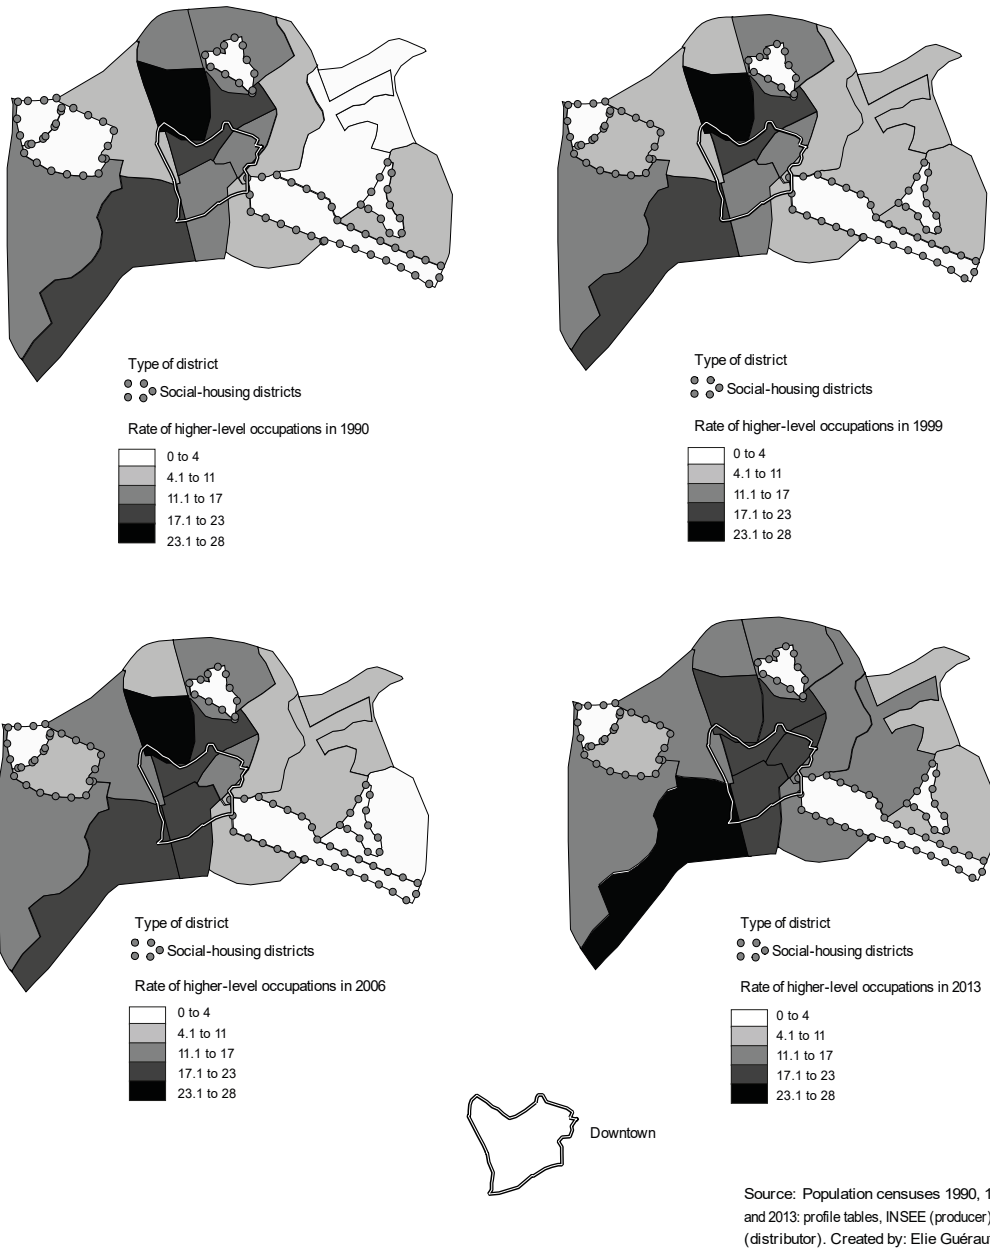 Type of district
Social-housing districts
Rate of higher-level occupations in 1990
0 to 4
4.1 to 11
11.1 to 17
17.1 to 23
23.1 to 28
Type of district
Social-housing districts
Rate of higher-level occupations in 1999
0 to 4
4.1 to 11
11.1 to 17
17.1 to 23
23.1 to 28
Type of district
Social-housing districts
Rate of higher-level occupations in 2006
0 to 4
4.1 to 11
11.1 to 17
17.1 to 23
23.1 to 28
Type of district
Social-housing districts
Rate of higher-level occupations in 2013
0 to 4
4.1 to 11
11.1 to 17
17.1 to 23
23.1 to 28
Downtown
Source: Population censuses 1990,
and 2013: profile tables, INSEE (producer)
(distributor). Created by: Elie